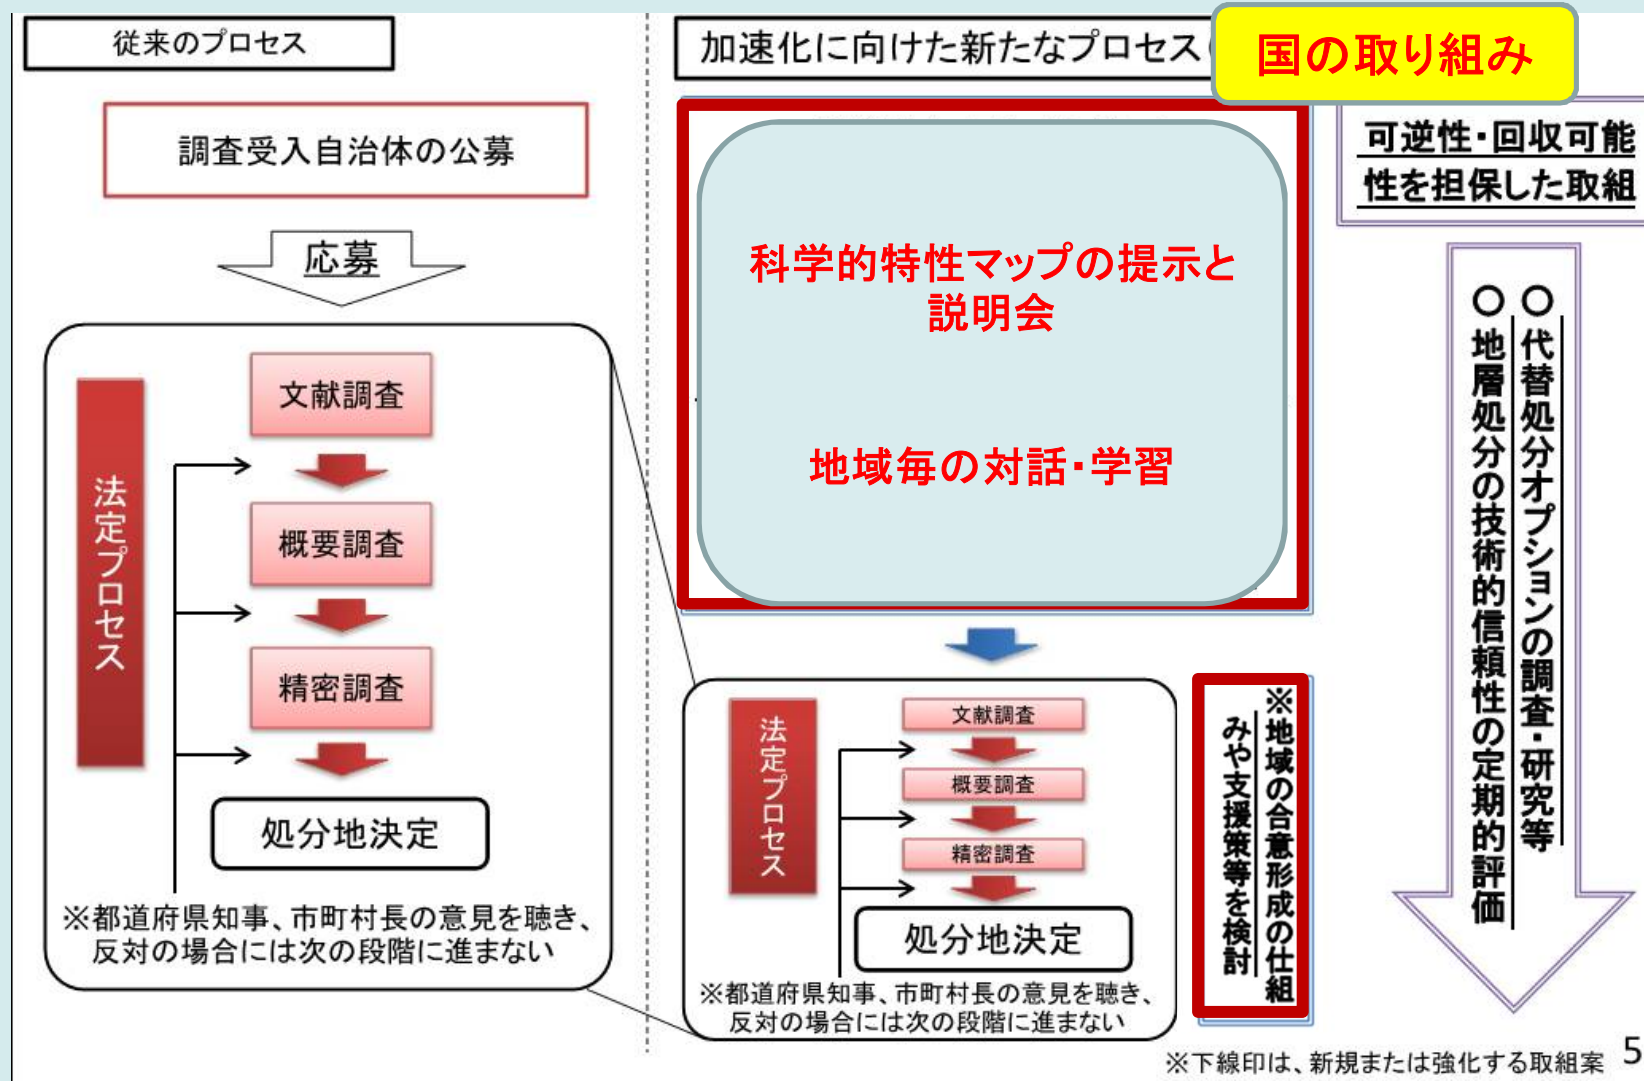 従来のプロセス
調査受入自治体の公募
応募
法定プロセス
文献調査
概要調査
精密調査
処分地決定
※都道府県知事、市町村長の意見を聴き、
反対の場合には次の段階に進まない
加速化に向けた新たなプロセス
国の取り組み
科学的特性マップの提示と
説明会
地域毎の対話・学習
法定プロセス
文献調査
概要調査
精密調査
処分地決定
※都道府県知事、市町村長の意見を聴き、
反対の場合には次の段階に進まない
※地域の合意形成の仕組
みや支援策等を検討
可逆性・回収可能
性を担保した取組
〇代替処分オプションの調査・研究等
〇地層処分の技術的信頼性の定期的評価
※下線印は、新規または強化する取組案
5